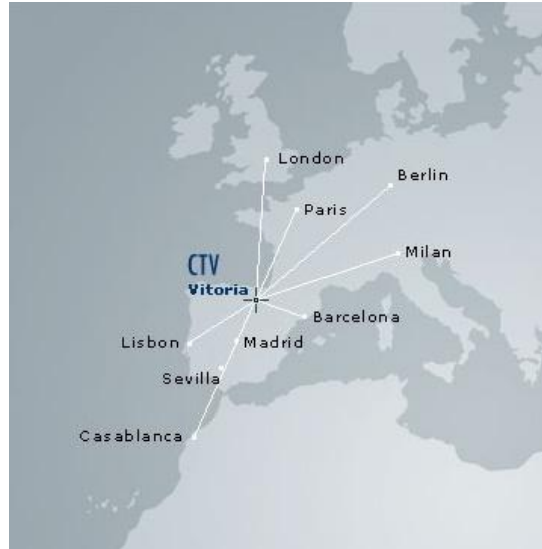 London
Berlin
Paris
Milan
CTV
Vitoria
Barcelona
Lisbon
Madrid
Sevilla
Casablanca